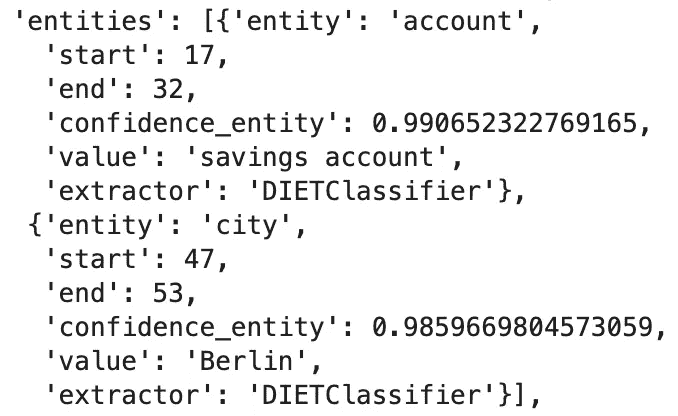 'entities': [{'entity': 'account',
'start': 17,
'end': 32,
'confidence_entity': 0.990652322769165,
'value': 'savings account',
'extractor': 'DIETClassifier'},
{'entity': 'city',
'start': 47,
'end': 53,
'confidence_entity': 0.9859669804573059,
'value': 'Berlin',
'extractor': 'DIETClassifier'}],